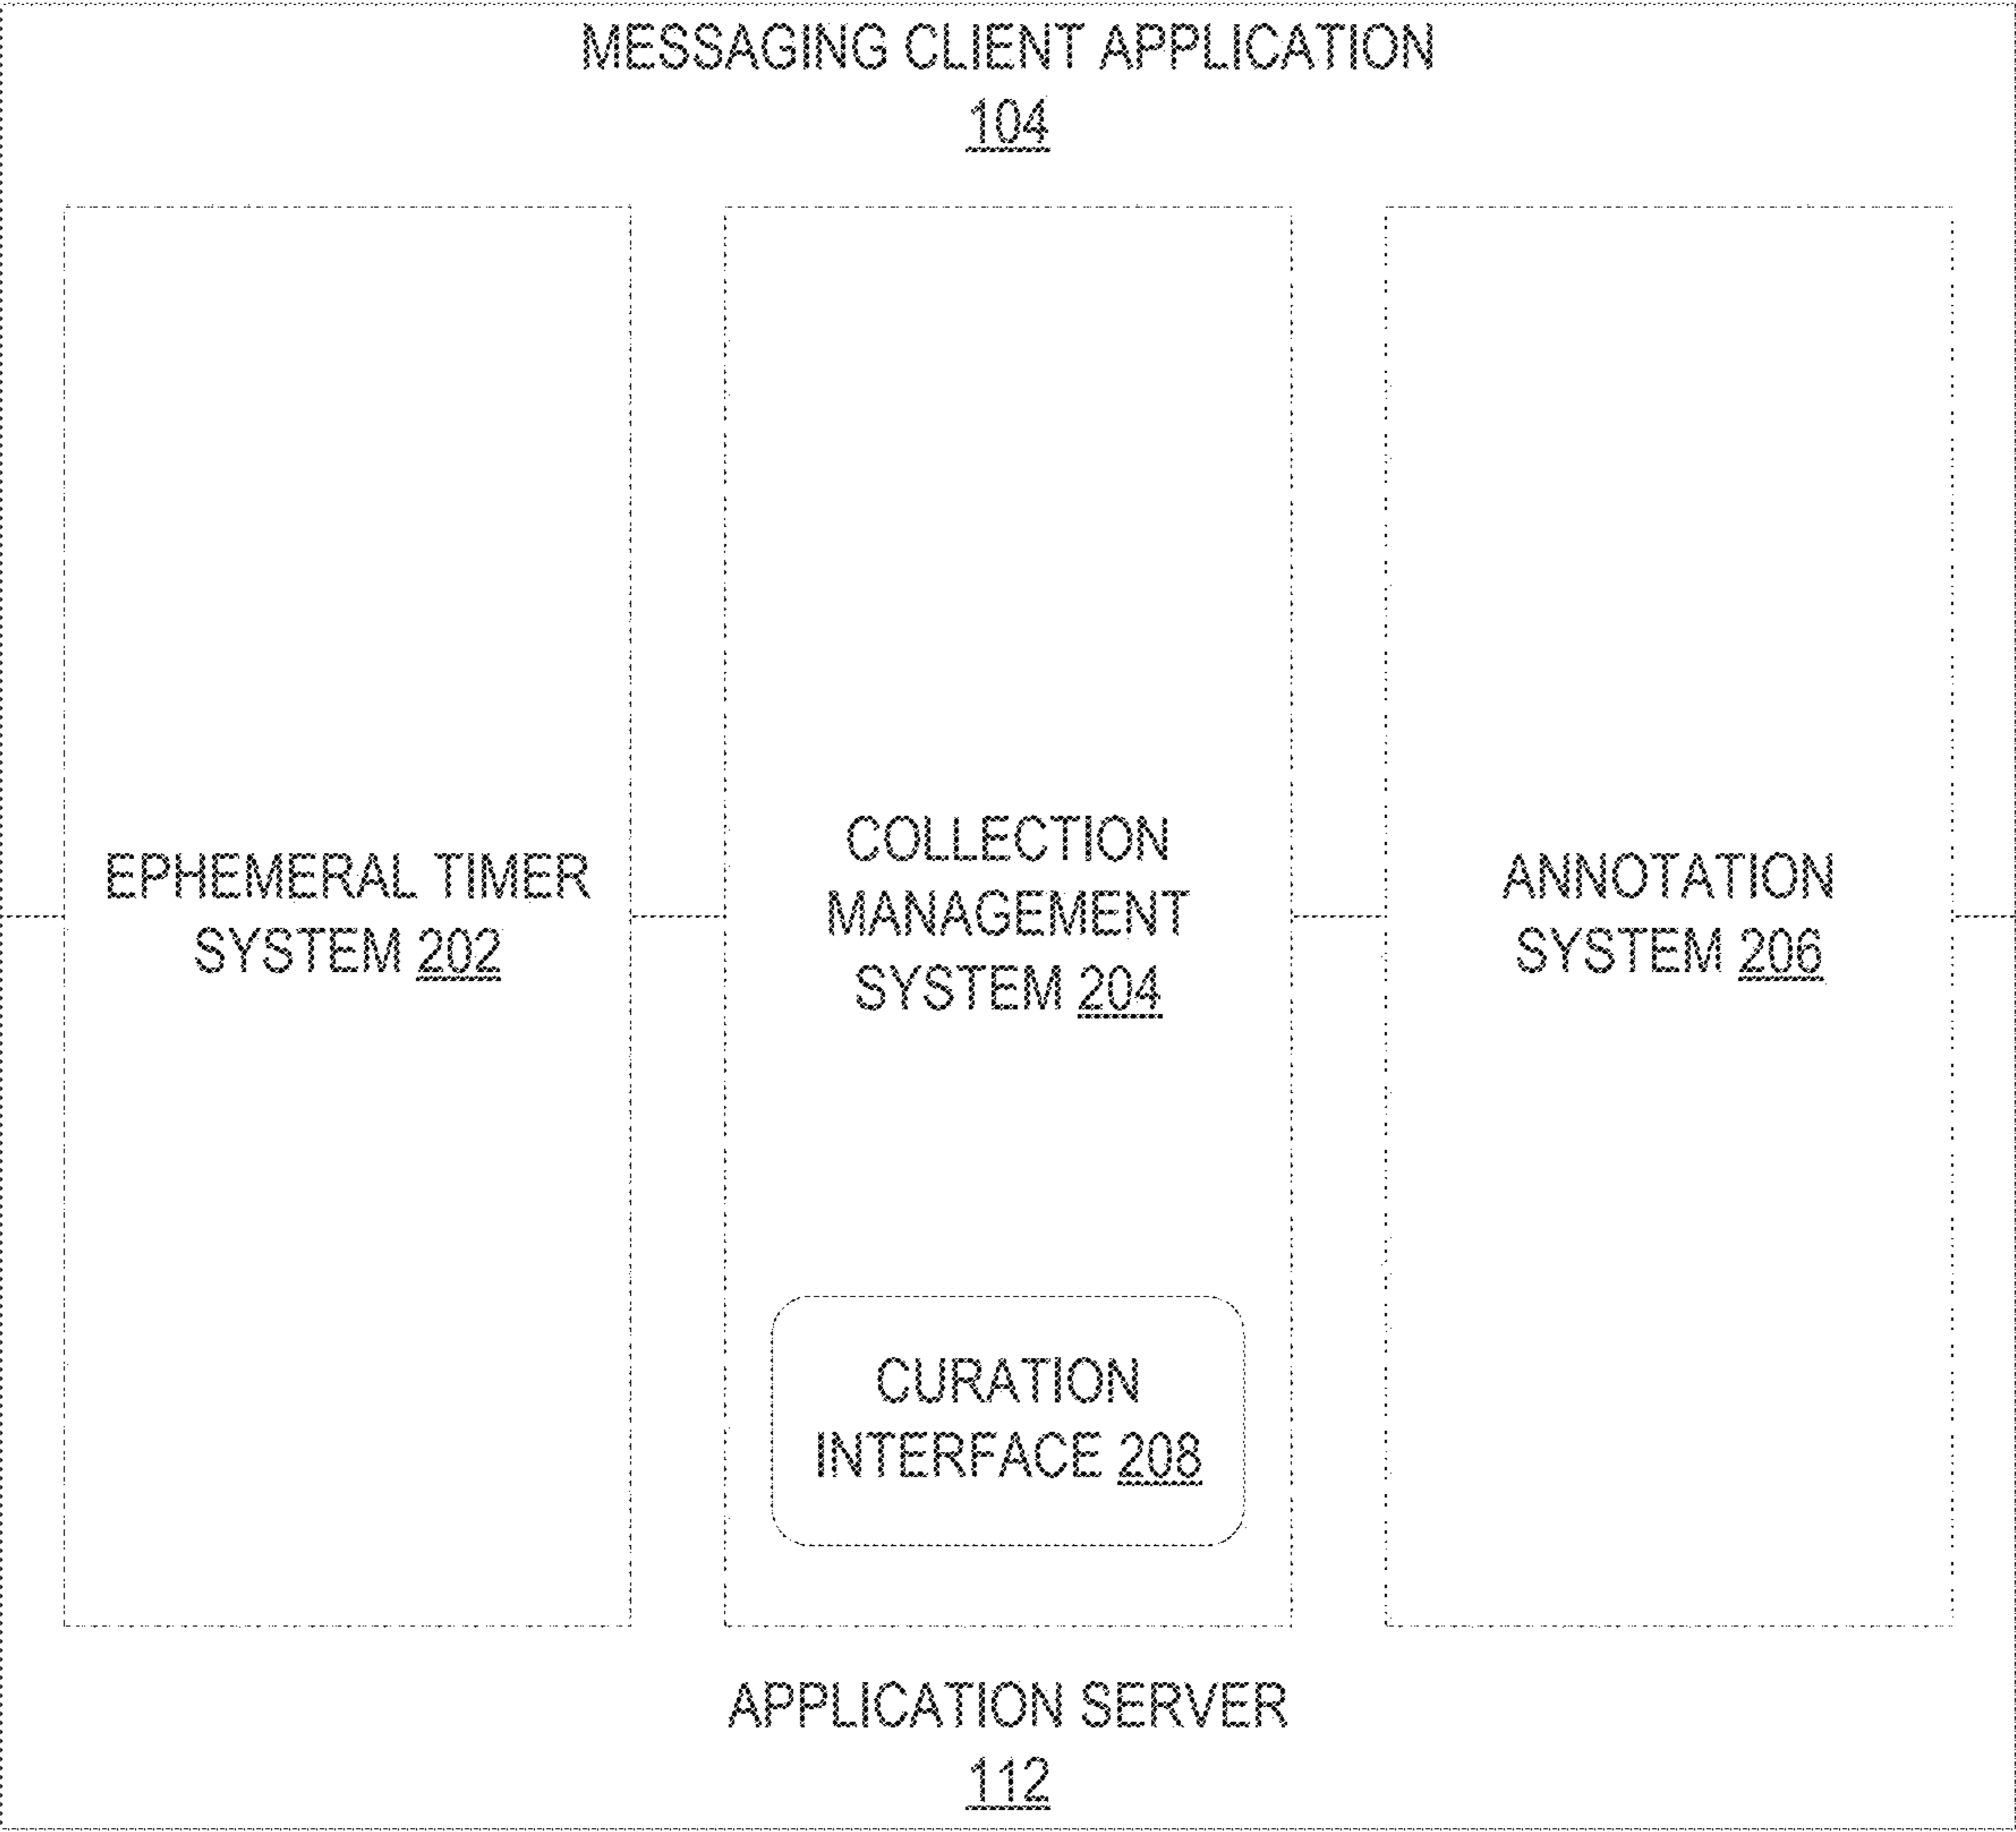 MESSAGING CLIENT APPLICATION
104
EPHEMERAL TIMER
SYSTEM 202
COLLECTION
MANAGEMENT
SYSTEM 204
ANNOTATION
SYSTEM 206
CURATION
INTERFACE 208
APPLICATION SERVER
112